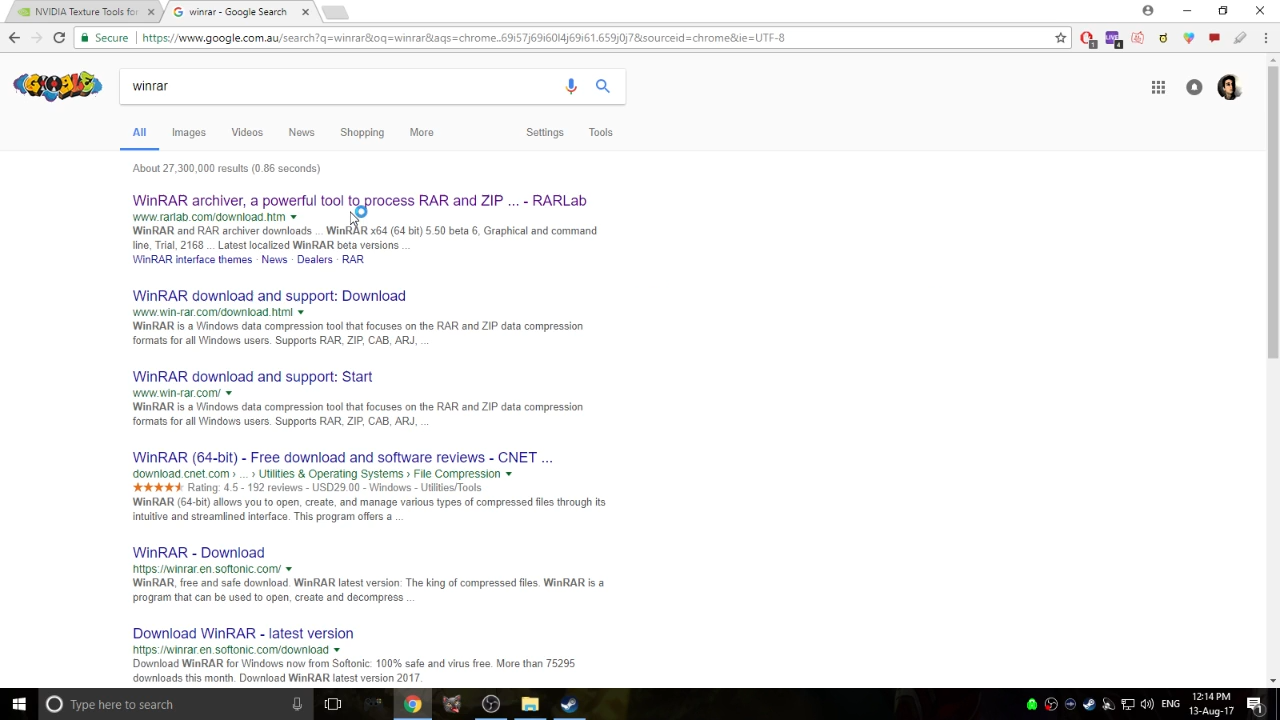 NVIDIA Texture Tools for
winrar - Google Search
Secure
https://www.google.com.au/search?q=winrar&oq=winrar&aqs=chrome..69i57j69i60l4j69i61.659j0j7&sourceid=chrome&ie=UTF-8
winrar
All Images Videos News Shopping More Settings Tools
About 27,300,000 results (0.86 seconds)
WinRAR archiver, a powerful tool to process RAR and ZIP ... - RARLab
www.rarlab.com/download.htm
WinRAR and RAR archiver downloads ... WinRAR x64 (64 bit) 5.50 beta 6, Graphical and command
line, Trial, 2168 ... Latest localized WinRAR beta versions ...
WinRAR interface themes · News · Dealers · RAR
WinRAR download and support: Download
www.win-rar.com/download.html
WinRAR is a Windows data compression tool that focuses on the RAR and ZIP data compression
formats for all Windows users. Supports RAR, ZIP, CAB, ARJ, ...
WinRAR download and support: Start
www.win-rar.com/
WinRAR is a Windows data compression tool that focuses on the RAR and ZIP data compression
formats for all Windows users. Supports RAR, ZIP, CAB, ARJ, ...
WinRAR (64-bit) - Free download and software reviews - CNET ...
download.cnet.com › ... › Utilities & Operating Systems › File Compression
Rating: 4.5 - 192 reviews - USD29.00 - Windows - Utilities/Tools
WinRAR (64-bit) allows you to open, create, and manage various types of compressed files through its
intuitive and streamlined interface. This program offers a ...
WinRAR - Download
https://winrar.en.softonic.com/
WinRAR, free and safe download. WinRAR latest version: The king of compressed files. WinRAR is a
program that can be used to open, create and decompress ...
Download WinRAR - latest version
https://winrar.en.softonic.com/download
Download WinRAR for Windows now from Softonic: 100% safe and virus free. More than 75295
downloads this month. Download WinRAR latest version 2017.
Type here to search
ENG
12:14 PM
13-Aug-17